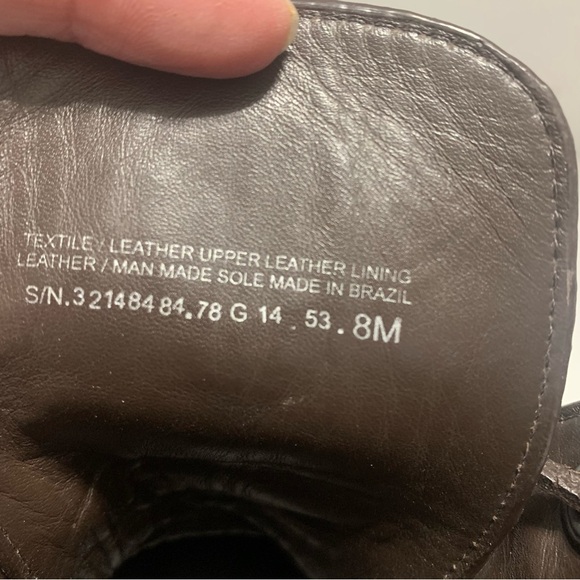 TEXTILE / LEATHER UPPER LEATHER LINING
LEATHER / MAN MADE SOLE MADE IN BRAZIL
S/N.32148484.78 G 14 . 53 . 8M